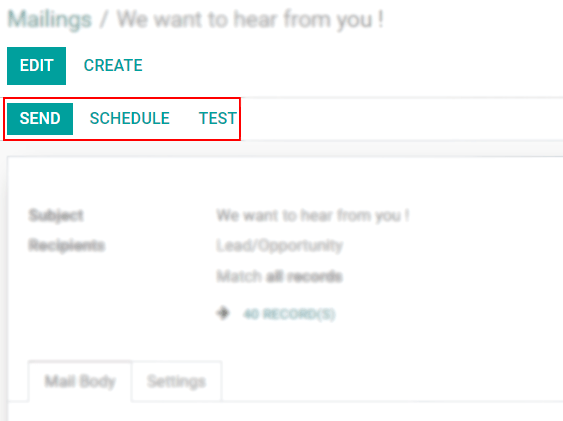 Mailings / We want to hear from you !
EDIT CREATE
SEND SCHEDULE TEST
Subject We want to hear from you !
Recipients Lead/Opportunity
Match all records
40 RECORD(S)
Mail Body Settings